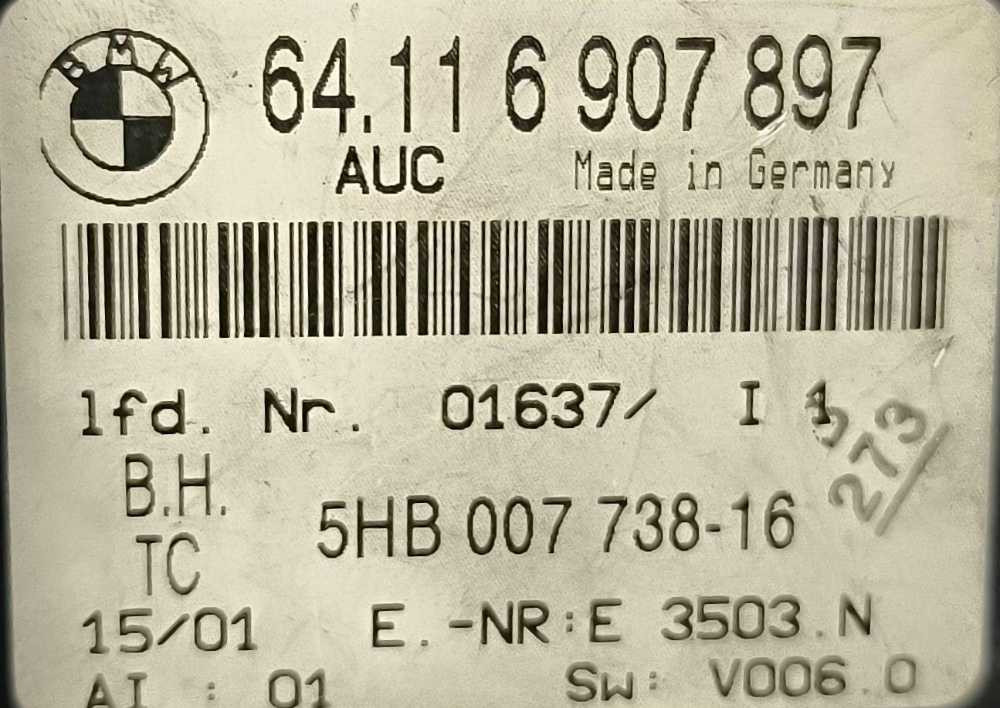 BMW
64.11 6 907 897
AUC Made in Germany
lfd. Nr. 01637/ I 1
B.H.
5HB 007 738-16
TC
273
15/01 E.-NR:E 3503.N
AI : 01 SW: V006.0